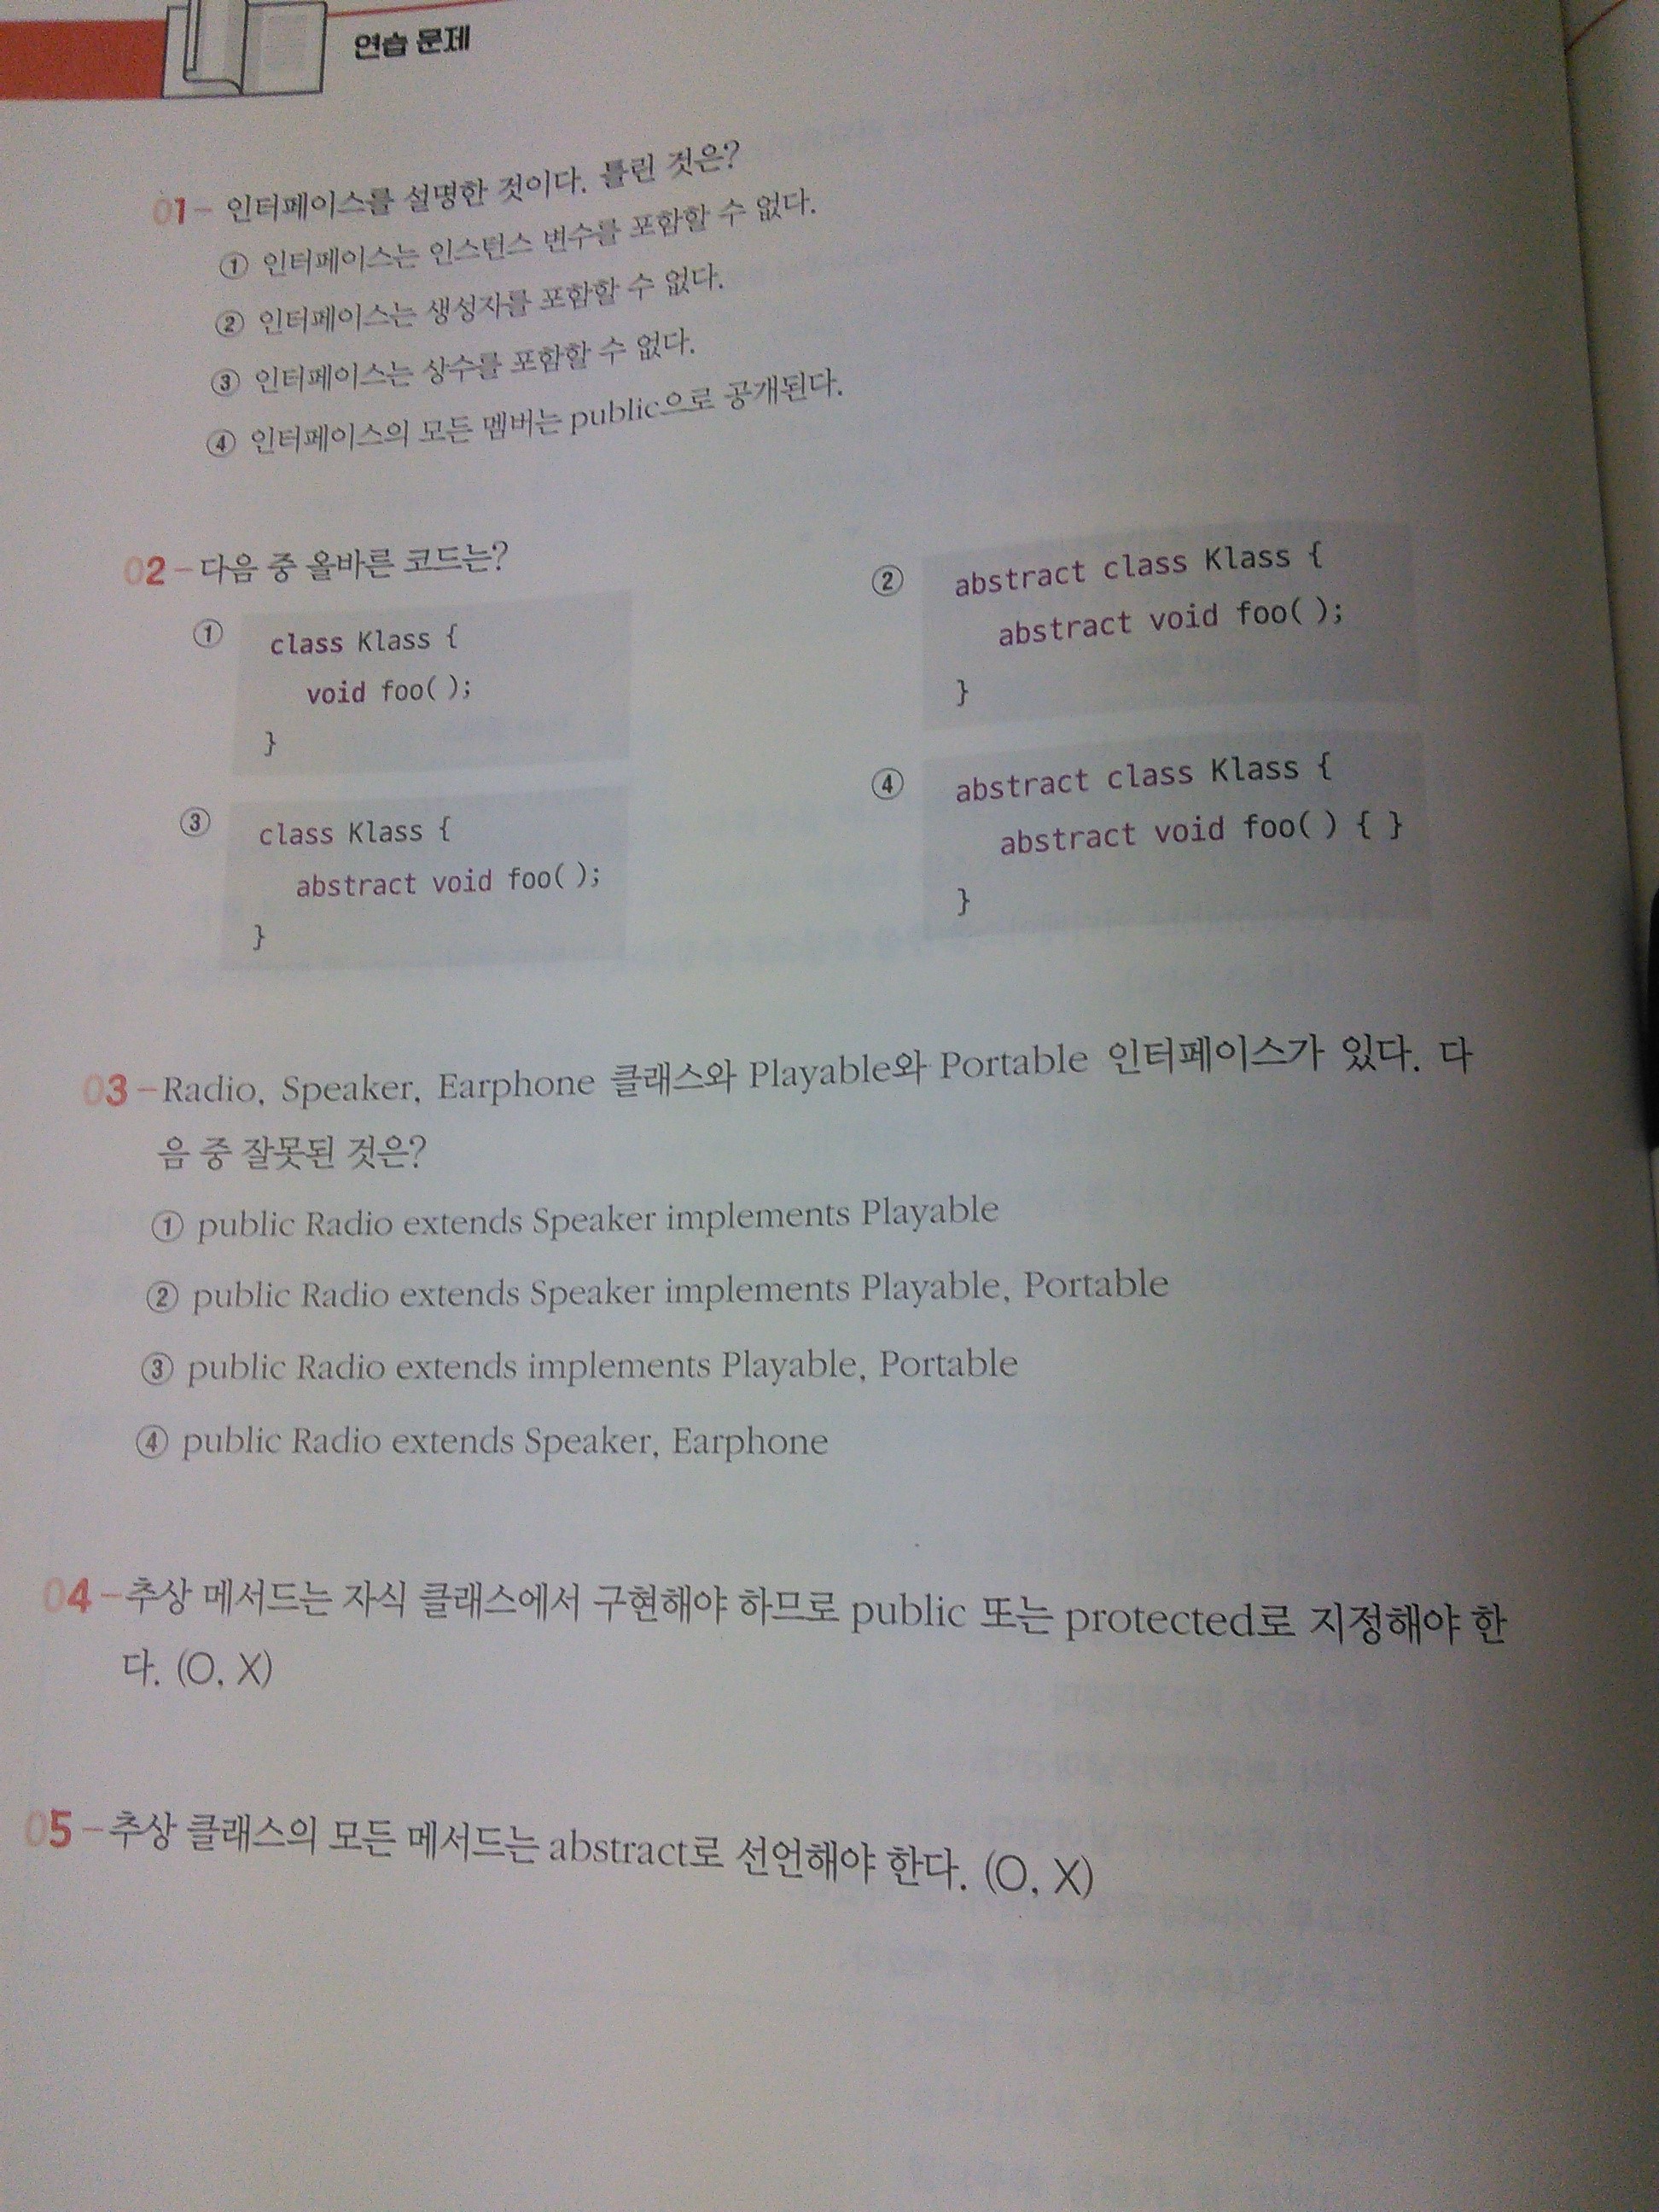 연습 문제
01 - 인터페이스를 설명한 것이다. 틀린 것은?
① 인터페이스는 인스턴스 변수를 포함할 수 없다.
② 인터페이스는 생성자를 포함할 수 없다.
③ 인터페이스는 상수를 포함할 수 없다.
④ 인터페이스의 모든 멤버는 public으로 공개된다.
02 - 다음 중 올바른 코드는?
①
class Klass {
void foo( );
}
②
abstract class Klass {
abstract void foo( );
}
③
class Klass {
abstract void foo( );
}
④
abstract class Klass {
abstract void foo( ) { }
}
03 - Radio, Speaker, Earphone 클래스와 Playable와 Portable 인터페이스가 있다. 다
음 중 잘못된 것은?
① public Radio extends Speaker implements Playable
② public Radio extends Speaker implements Playable, Portable
③ public Radio extends implements Playable, Portable
④ public Radio extends Speaker, Earphone
04 - 추상 메서드는 자식 클래스에서 구현해야 하므로 public 또는 protected로 지정해야 한
다. (O, X)
05 - 추상 클래스의 모든 메서드는 abstract로 선언해야 한다. (O, X)